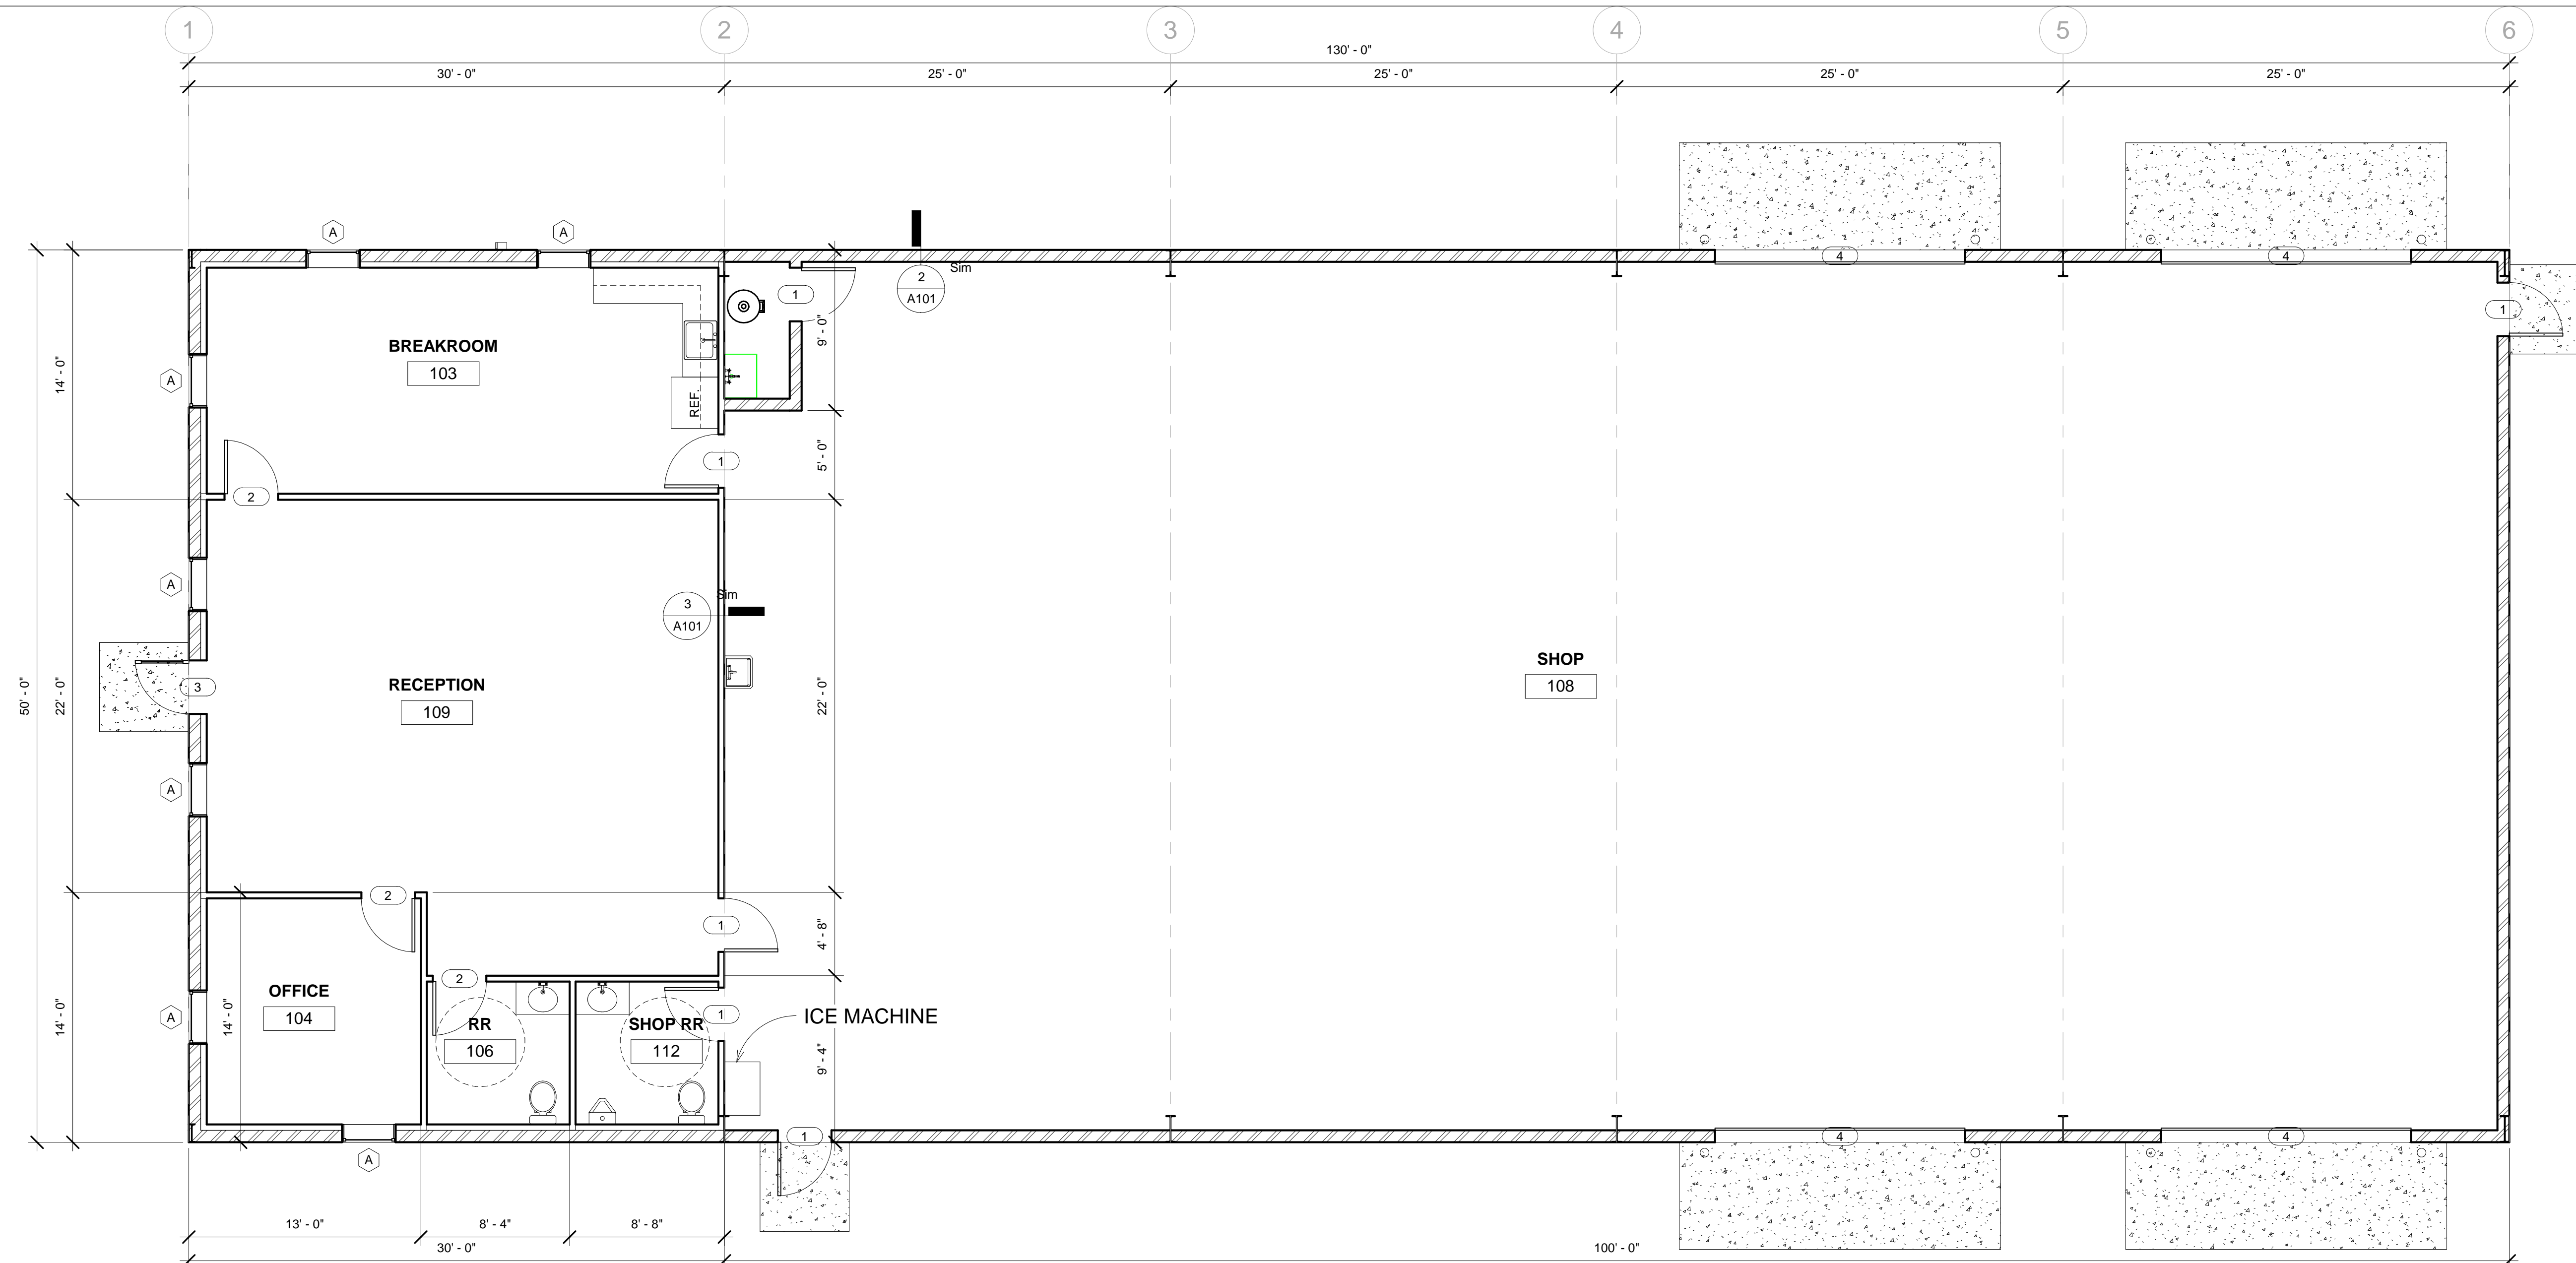 1
2
3
4
5
6
130' - 0"
30' - 0"
25' - 0"
25' - 0"
25' - 0"
25' - 0"
A
A
4
4
Sim
2
A101
1
1
9' - 0"
BREAKROOM
103
14' - 0"
A
REF.
5' - 0"
1
2
A
Sim
3
A101
SHOP
108
RECEPTION
109
3
50' - 0"
22' - 0"
22' - 0"
A
2
1
4' - 8"
2
OFFICE
104
A
14' - 0"
14' - 0"
RR
106
SHOP RR
112
1
ICE MACHINE
9' - 4"
1
4
4
A
13' - 0"
8' - 4"
8' - 8"
30' - 0"
100' - 0"